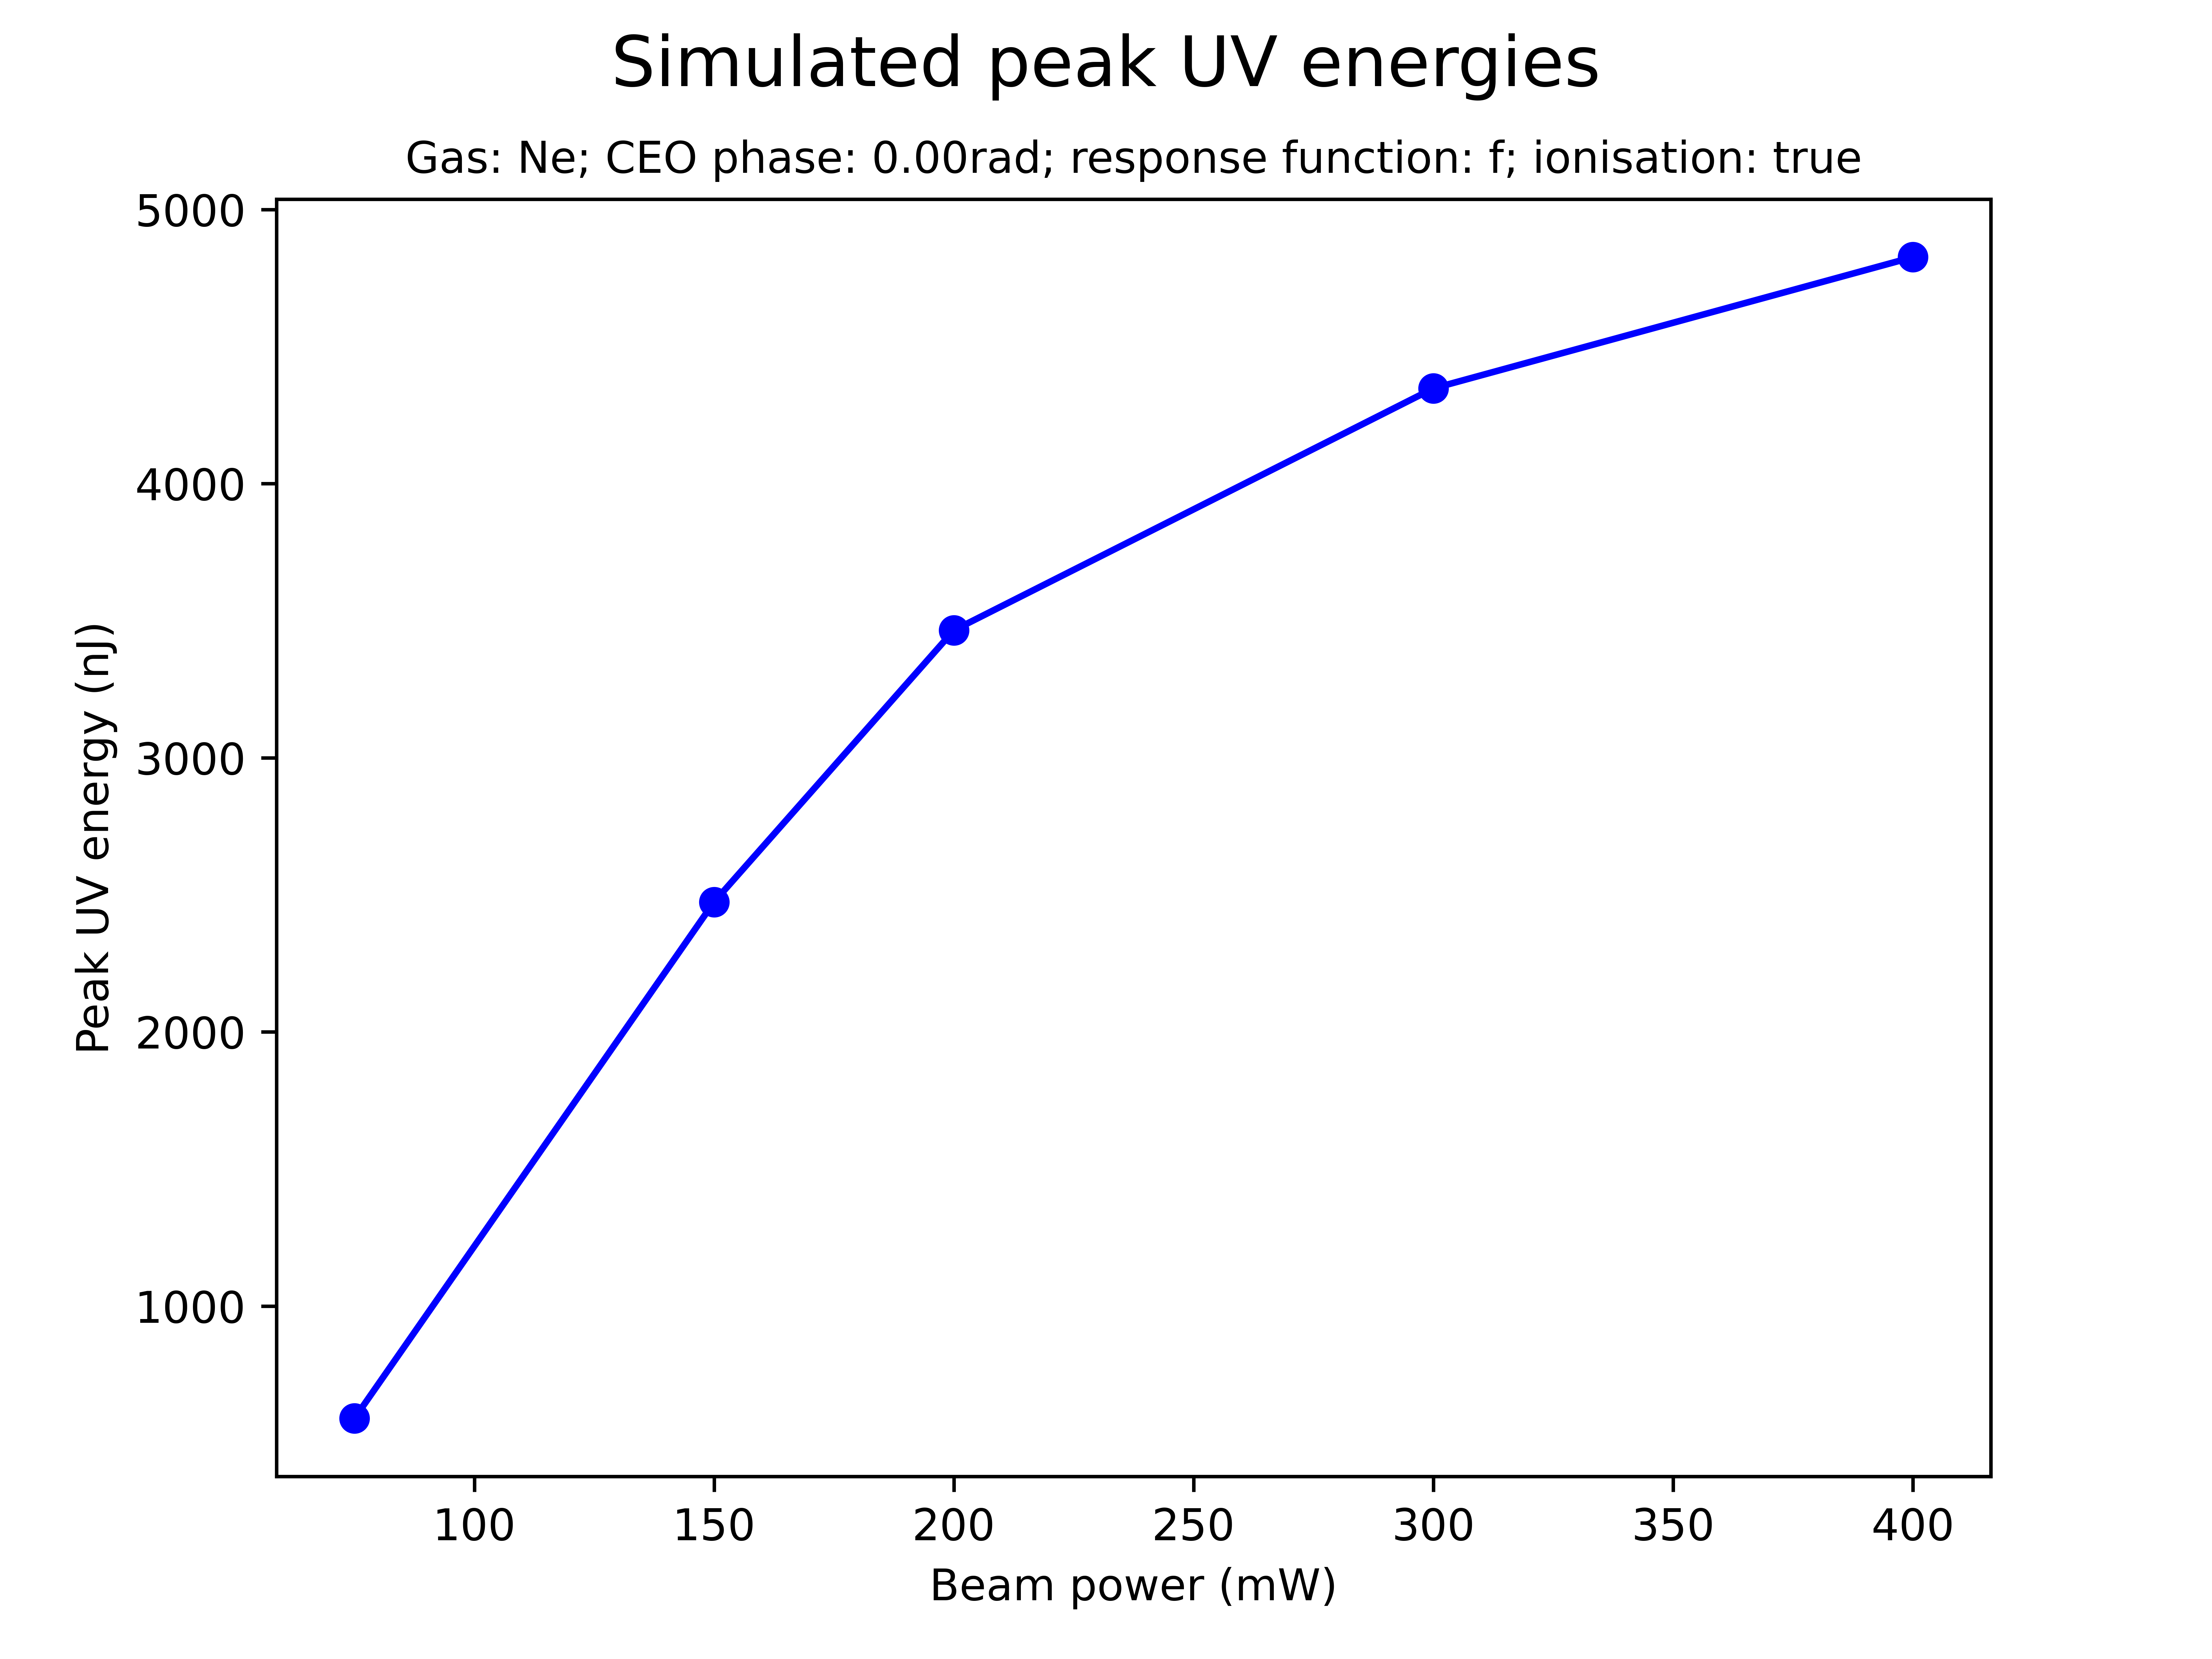 Simulated peak UV energies
Gas: Ne; CEO phase: 0.00rad; response function: f; ionisation: true
5000
4000
3000
2000
1000
Peak UV energy (nJ)
100 150 200 250 300 350 400
Beam power (mW)